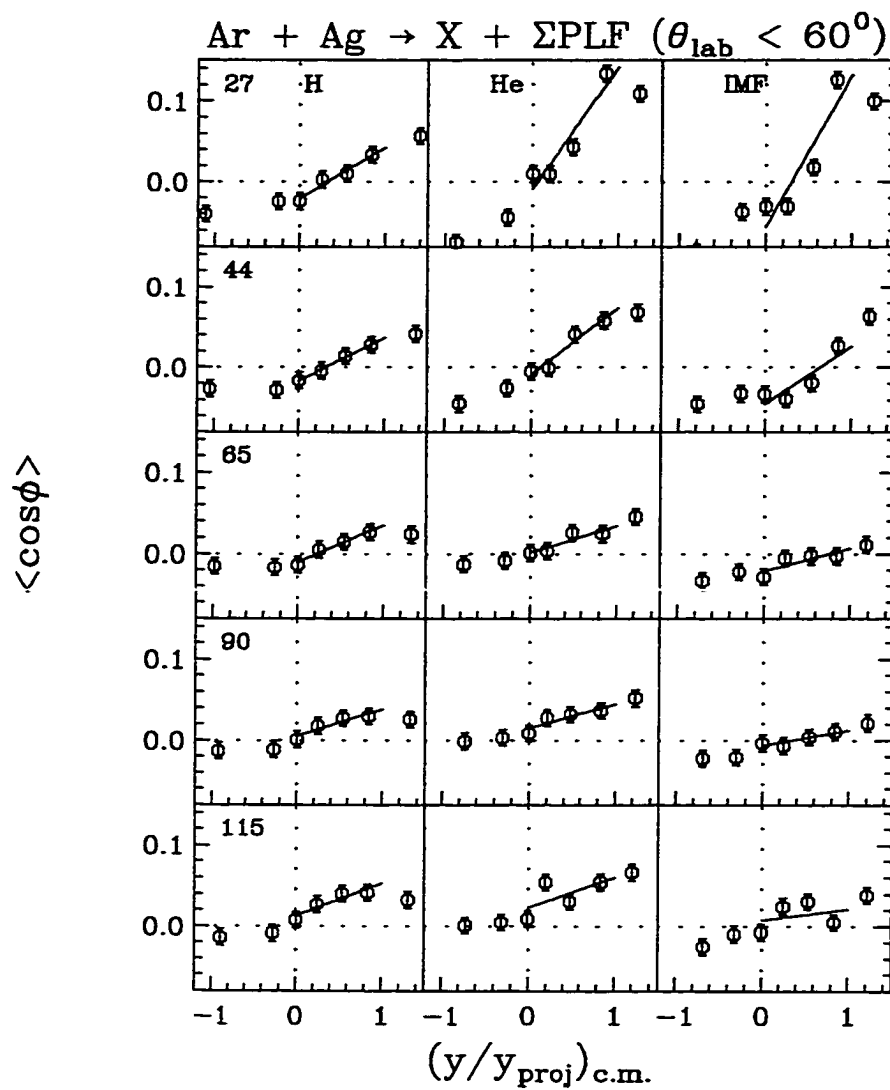 Ar + Ag → X + ΣPLF (θlab < 60⁰)
27 H He IMF
0.1
0.0
44
0.1
0.0
65
0.1
0.0
90
0.1
0.0
115
0.1
0.0
<cosϕ>
−1 0 1 −1 0 1 −1 0 1
(y/yproj)c.m.